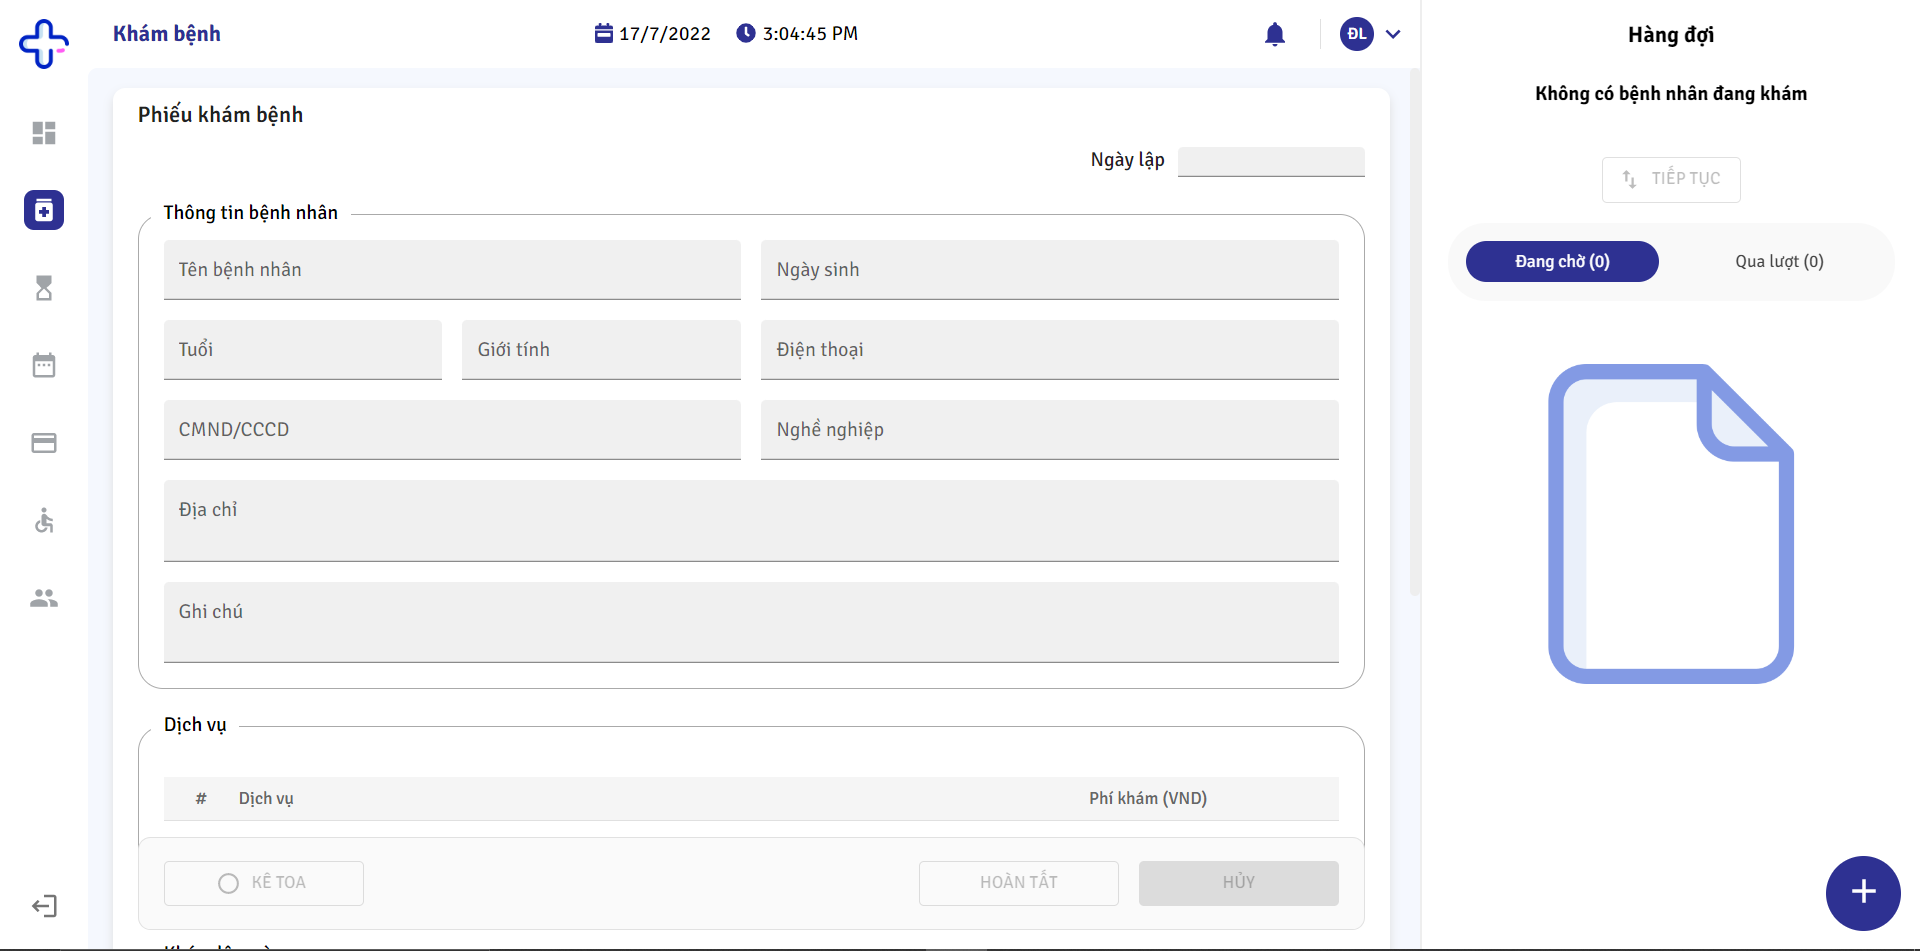 Khám bệnh
17/7/2022 3:04:45 PM
ĐL
Phiếu khám bệnh
Ngày lập
Thông tin bệnh nhân
Tên bệnh nhân Ngày sinh
Tuổi Giới tính Điện thoại
CMND/CCCD Nghề nghiệp
Địa chỉ
Ghi chú
Dịch vụ
# Dịch vụ Phí khám (VND)
KÊ TOA HOÀN TẤT HỦY
Hàng đợi
Không có bệnh nhân đang khám
TIẾP TỤC
Đang chờ (0) Qua lượt (0)